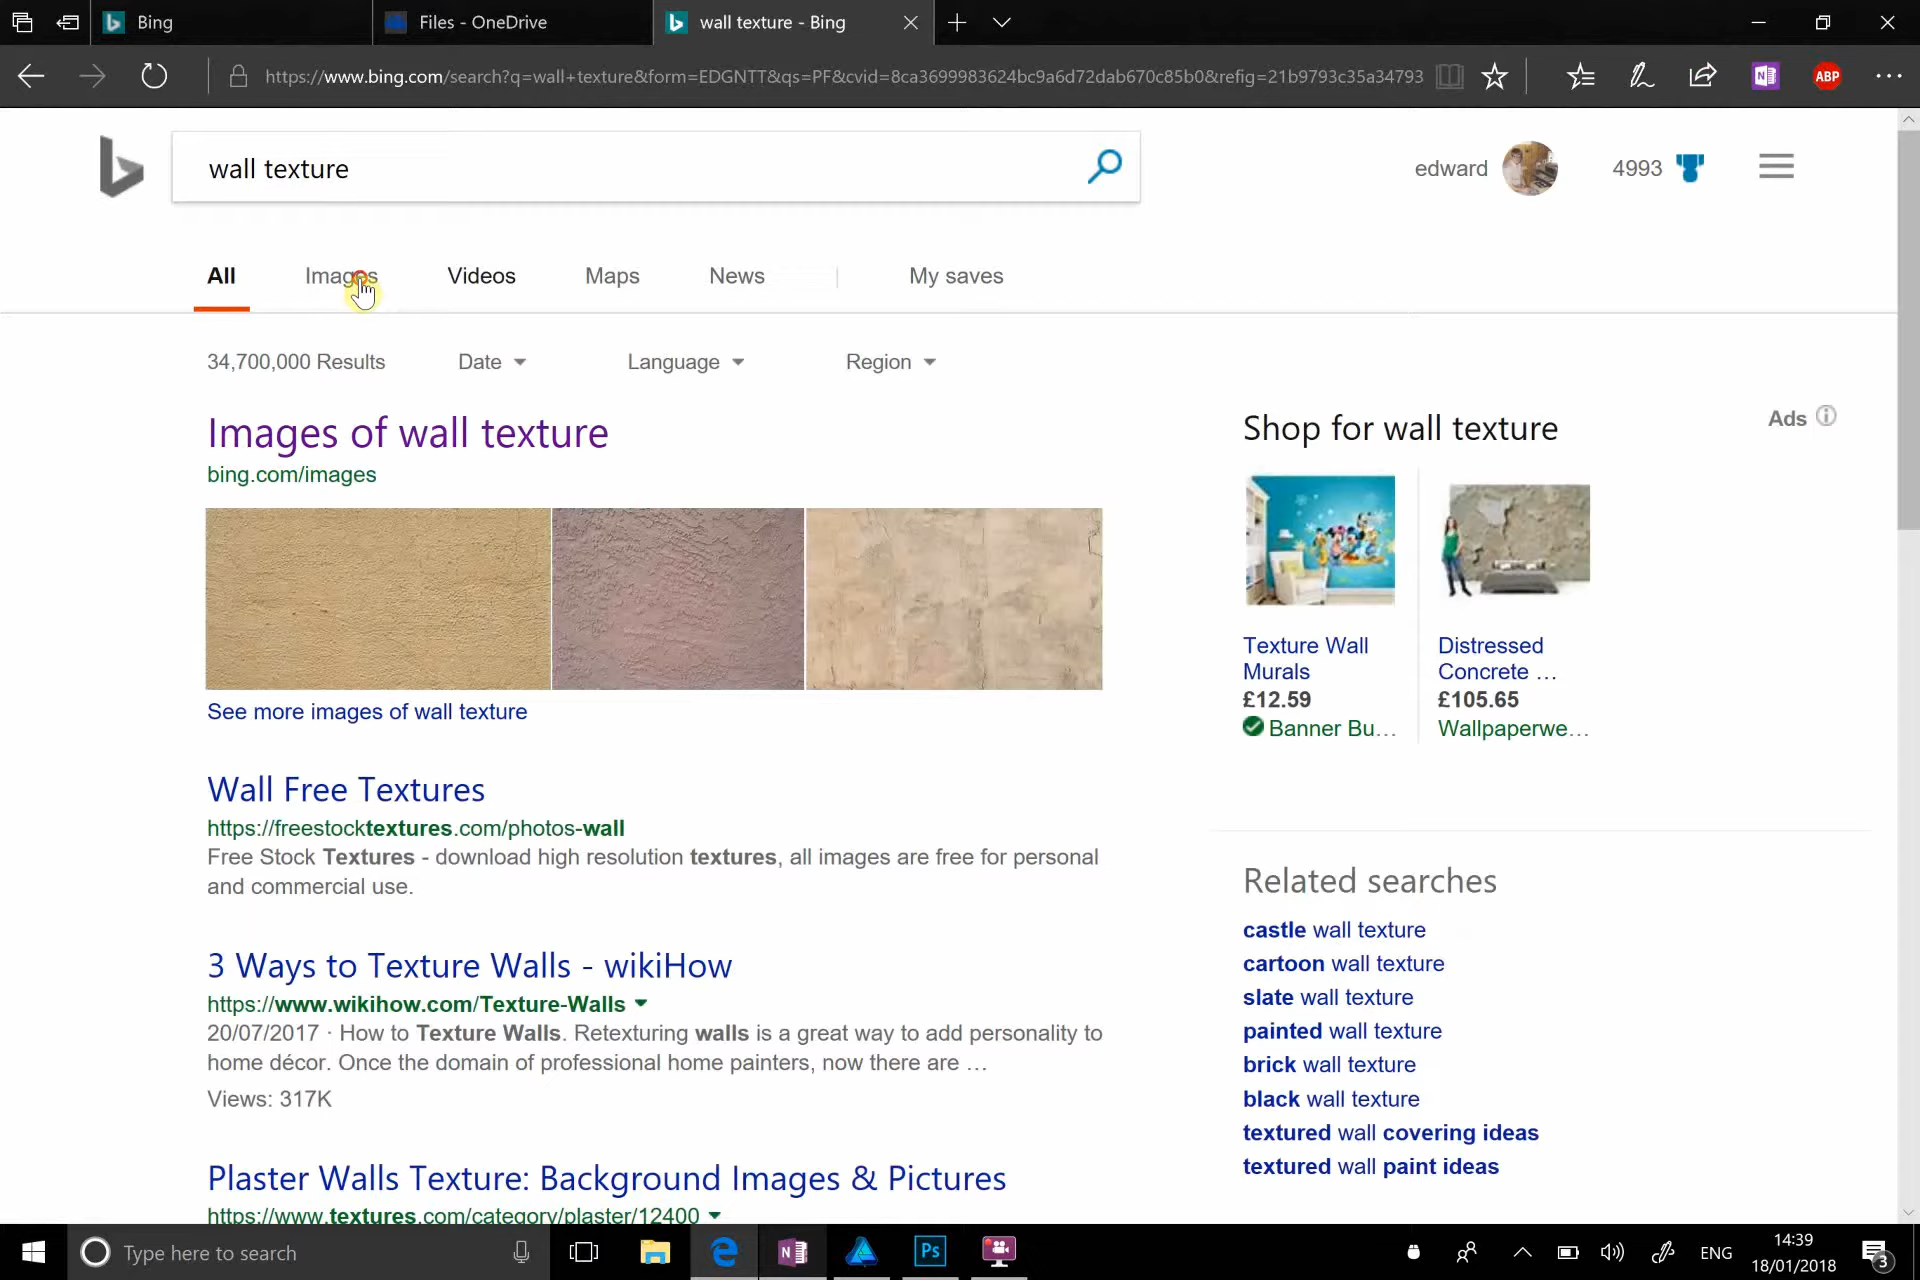 Bing
Files - OneDrive
wall texture - Bing
https://www.bing.com/search?q=wall+texture&form=EDGNTT&qs=PF&cvid=8ca3699983624bc9a6d72dab670c85b0&refig=21b9793c35a34793
N
ABP
wall texture
edward
4993
All
Images
Videos
Maps
News
My saves
34,700,000 Results
Date
Language
Region
Images of wall texture
bing.com/images
See more images of wall texture
Wall Free Textures
https://freestocktextures.com/photos-wall
Free Stock Textures - download high resolution textures, all images are free for personal
and commercial use.
3 Ways to Texture Walls - wikiHow
https://www.wikihow.com/Texture-Walls
20/07/2017 · How to Texture Walls. Retexturing walls is a great way to add personality to
home décor. Once the domain of professional home painters, now there are …
Views: 317K
Plaster Walls Texture: Background Images & Pictures
https://www.textures.com/category/plaster/12400
Shop for wall texture
Ads
Texture Wall
Murals
£12.59
Banner Bu...
Distressed
Concrete ...
£105.65
Wallpaperwe...
Related searches
castle wall texture
cartoon wall texture
slate wall texture
painted wall texture
brick wall texture
black wall texture
textured wall covering ideas
textured wall paint ideas
Type here to search
N
Ps
ENG
14:39
18/01/2018
3